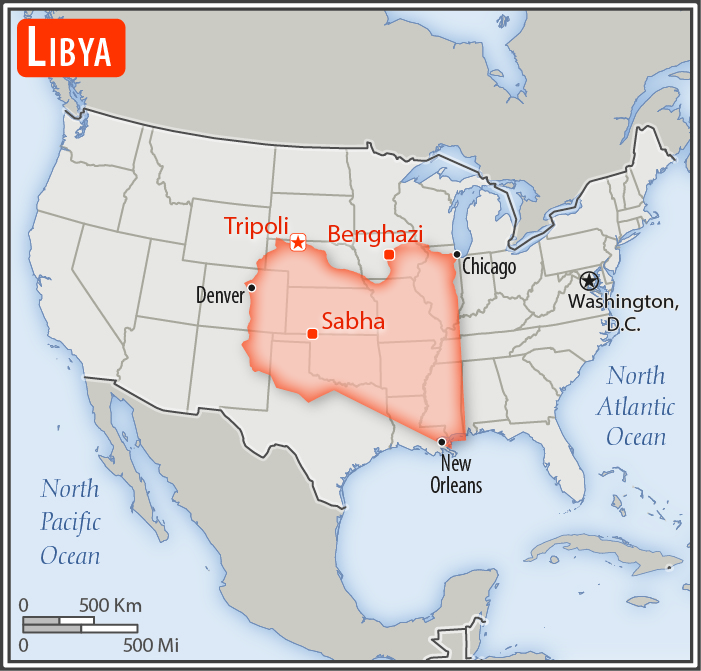 LIBYA
Tripoli
Benghazi
Chicago
Denver
Washington,
D.C.
Sabha
North
Atlantic
Ocean
New
Orleans
North
Pacific
Ocean
0 500 Km
0 500 Mi